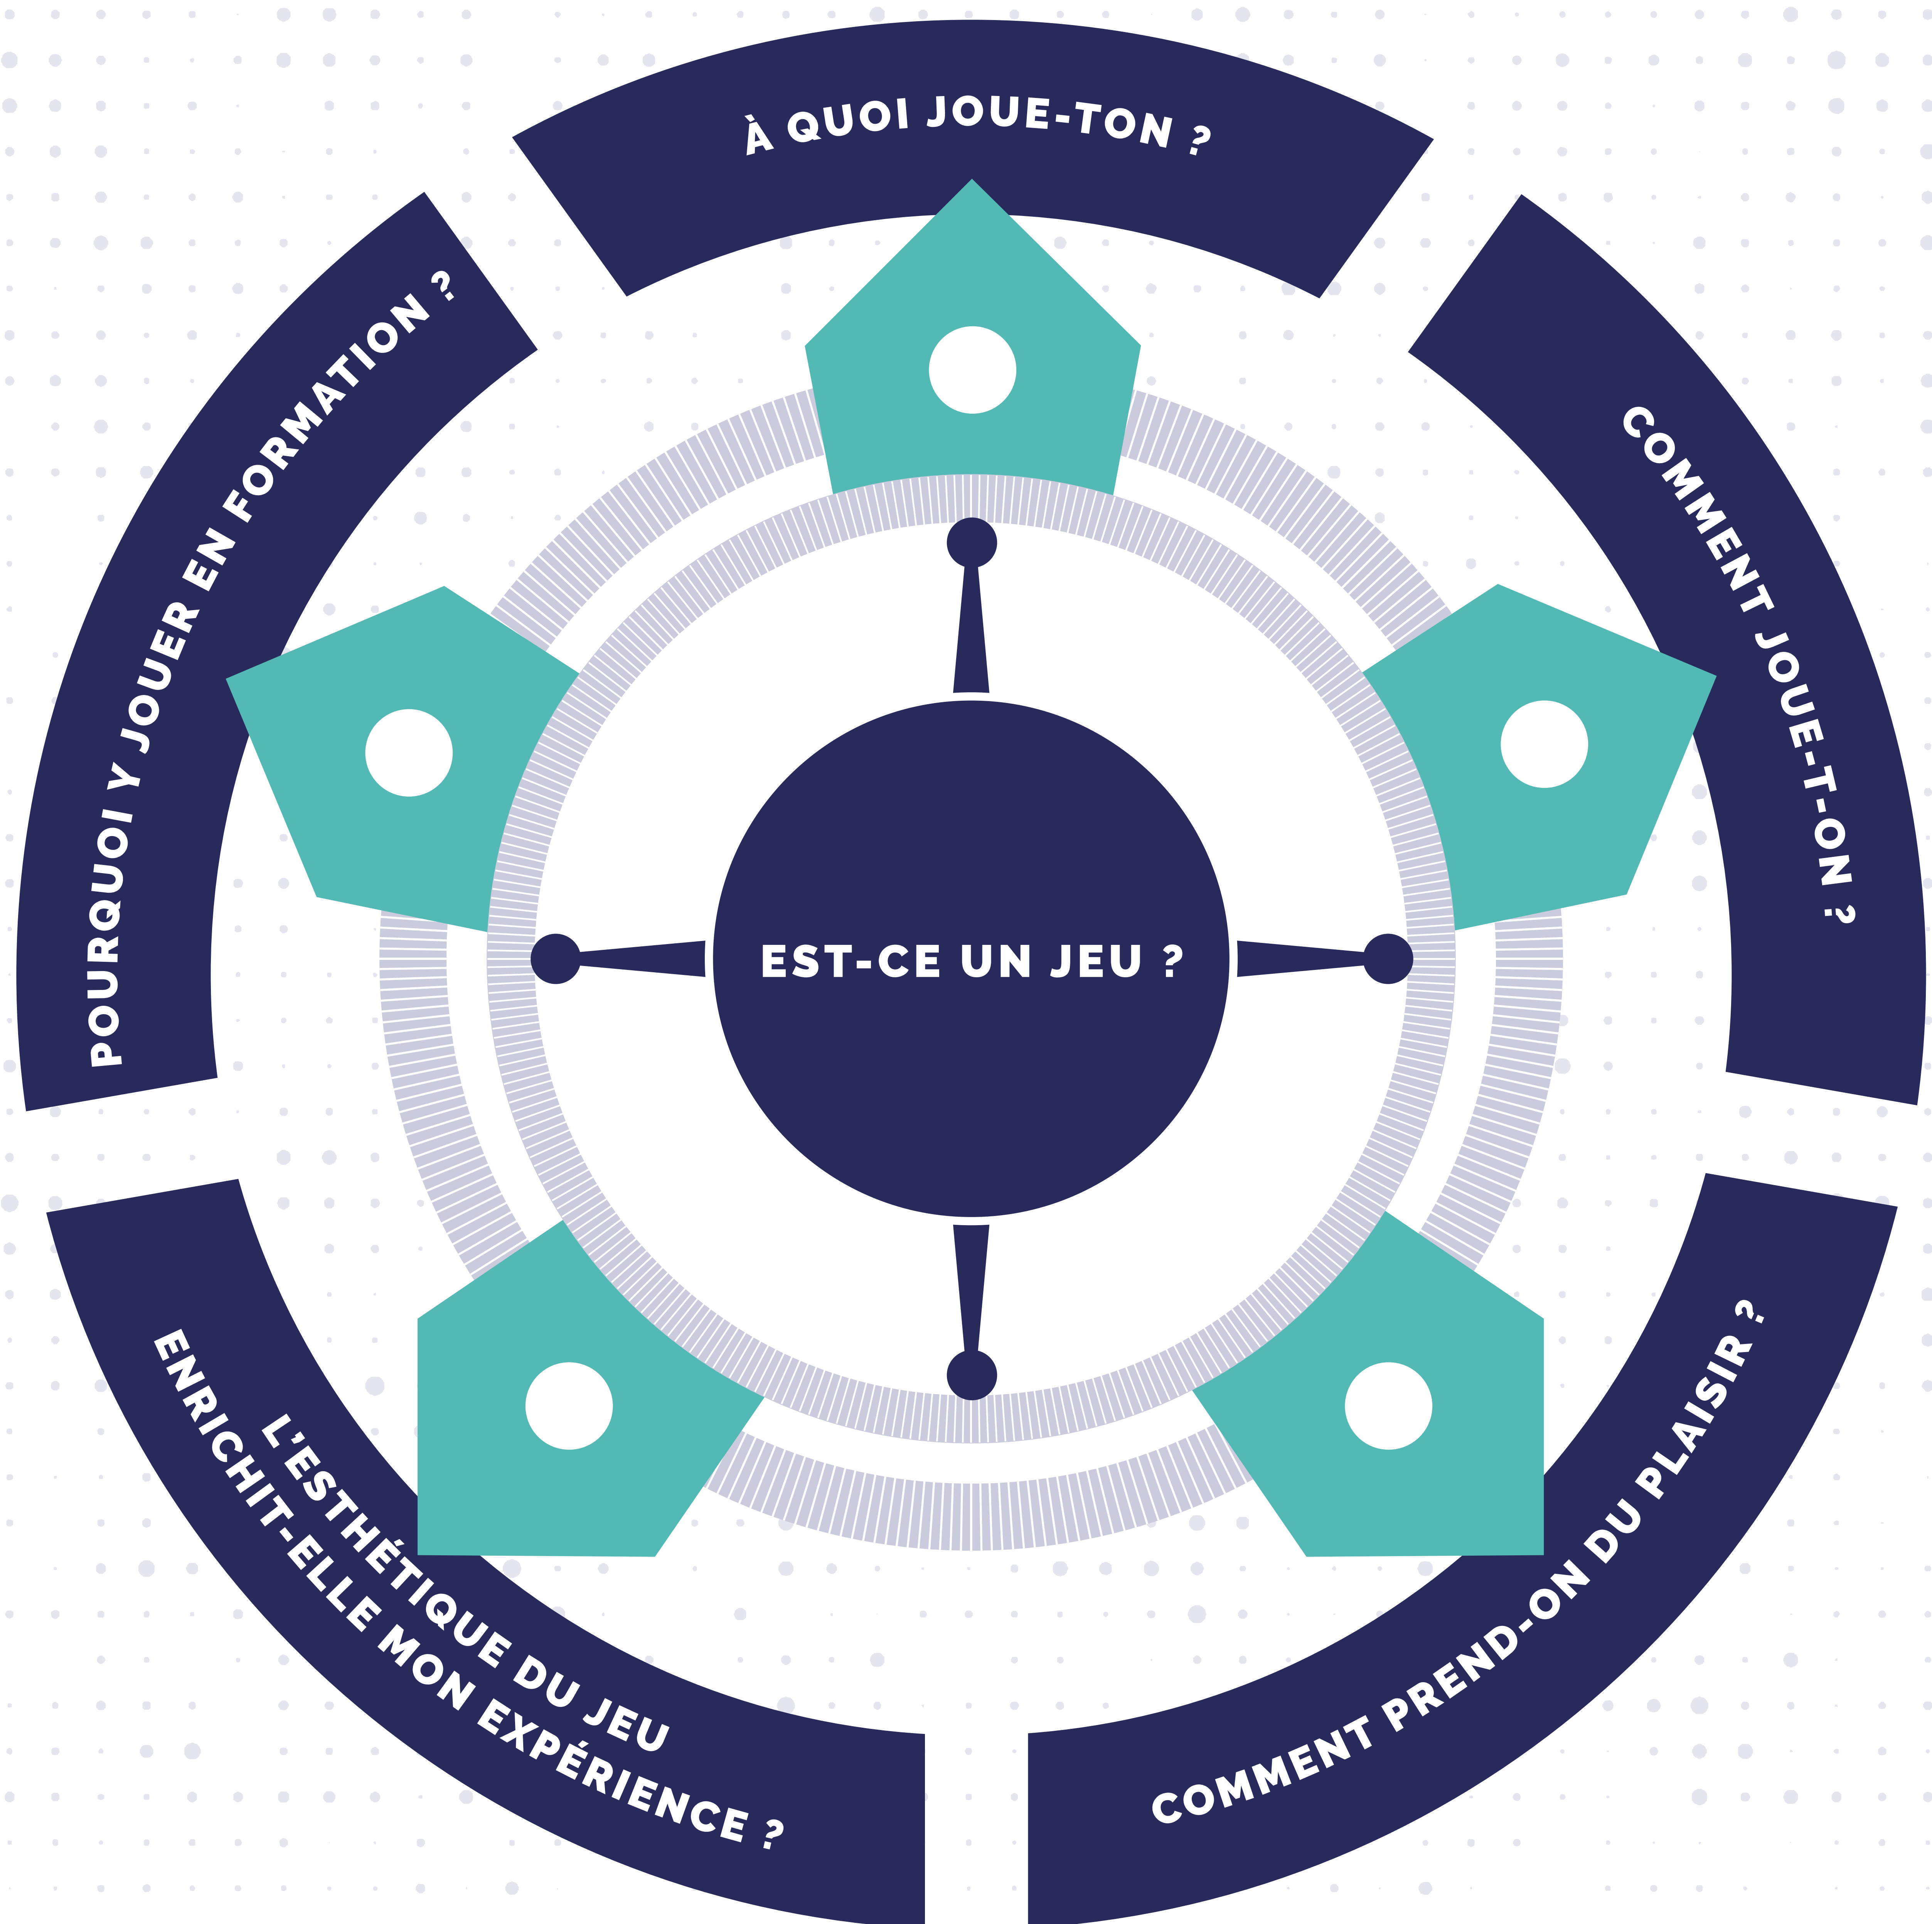 À QUOI JOUE-TON ?
COMMENT JOUE-T-ON ?
COMMENT PREND-ON DU PLAISIR ?
L'ESTHÉTIQUE DU JEU
ENRICHIT-ELLE MON EXPÉRIENCE ?
POURQUOI Y JOUER EN FORMATION ?
EST-CE UN JEU ?